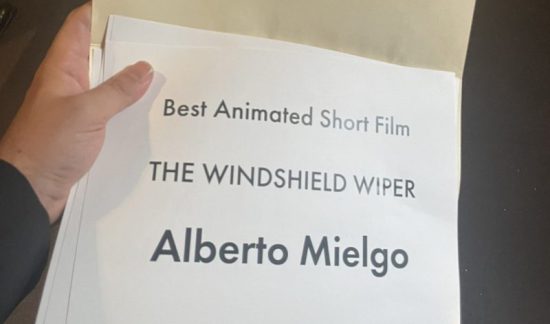 Best Animated Short Film
THE WINDSHIELD WIPER
Alberto Mielgo